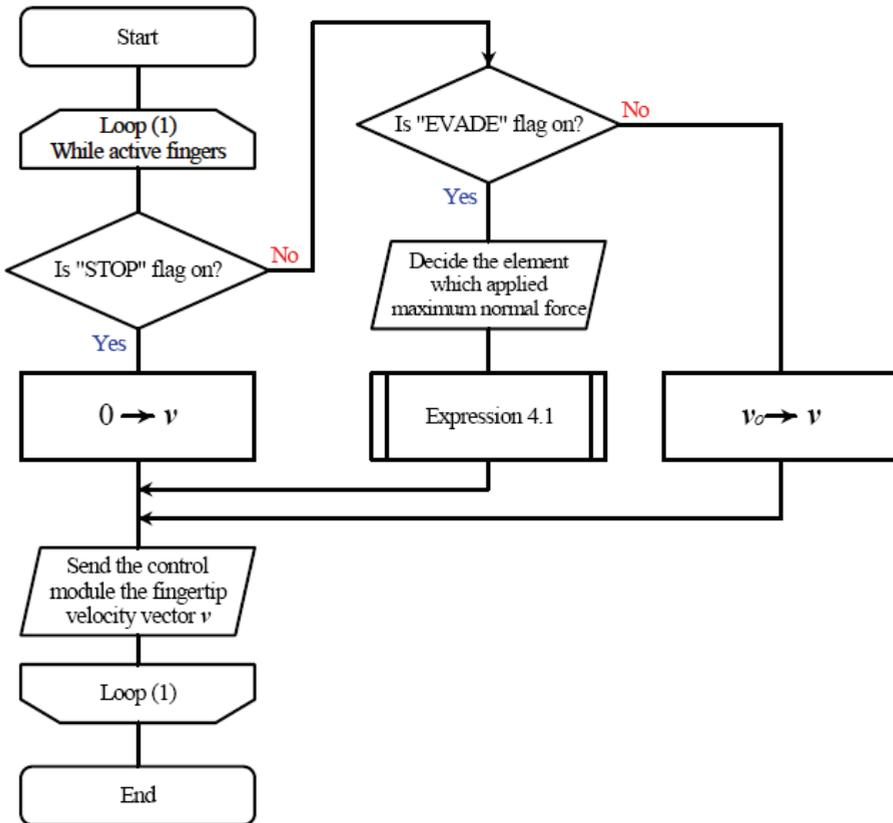 Start
Loop (1)
While active fingers
Is "STOP" flag on?
No
Yes
0 → v
Is "EVADE" flag on?
No
Yes
Decide the element
which applied
maximum normal force
Expression 4.1
vo → v
Send the control
module the fingertip
velocity vector v
Loop (1)
End